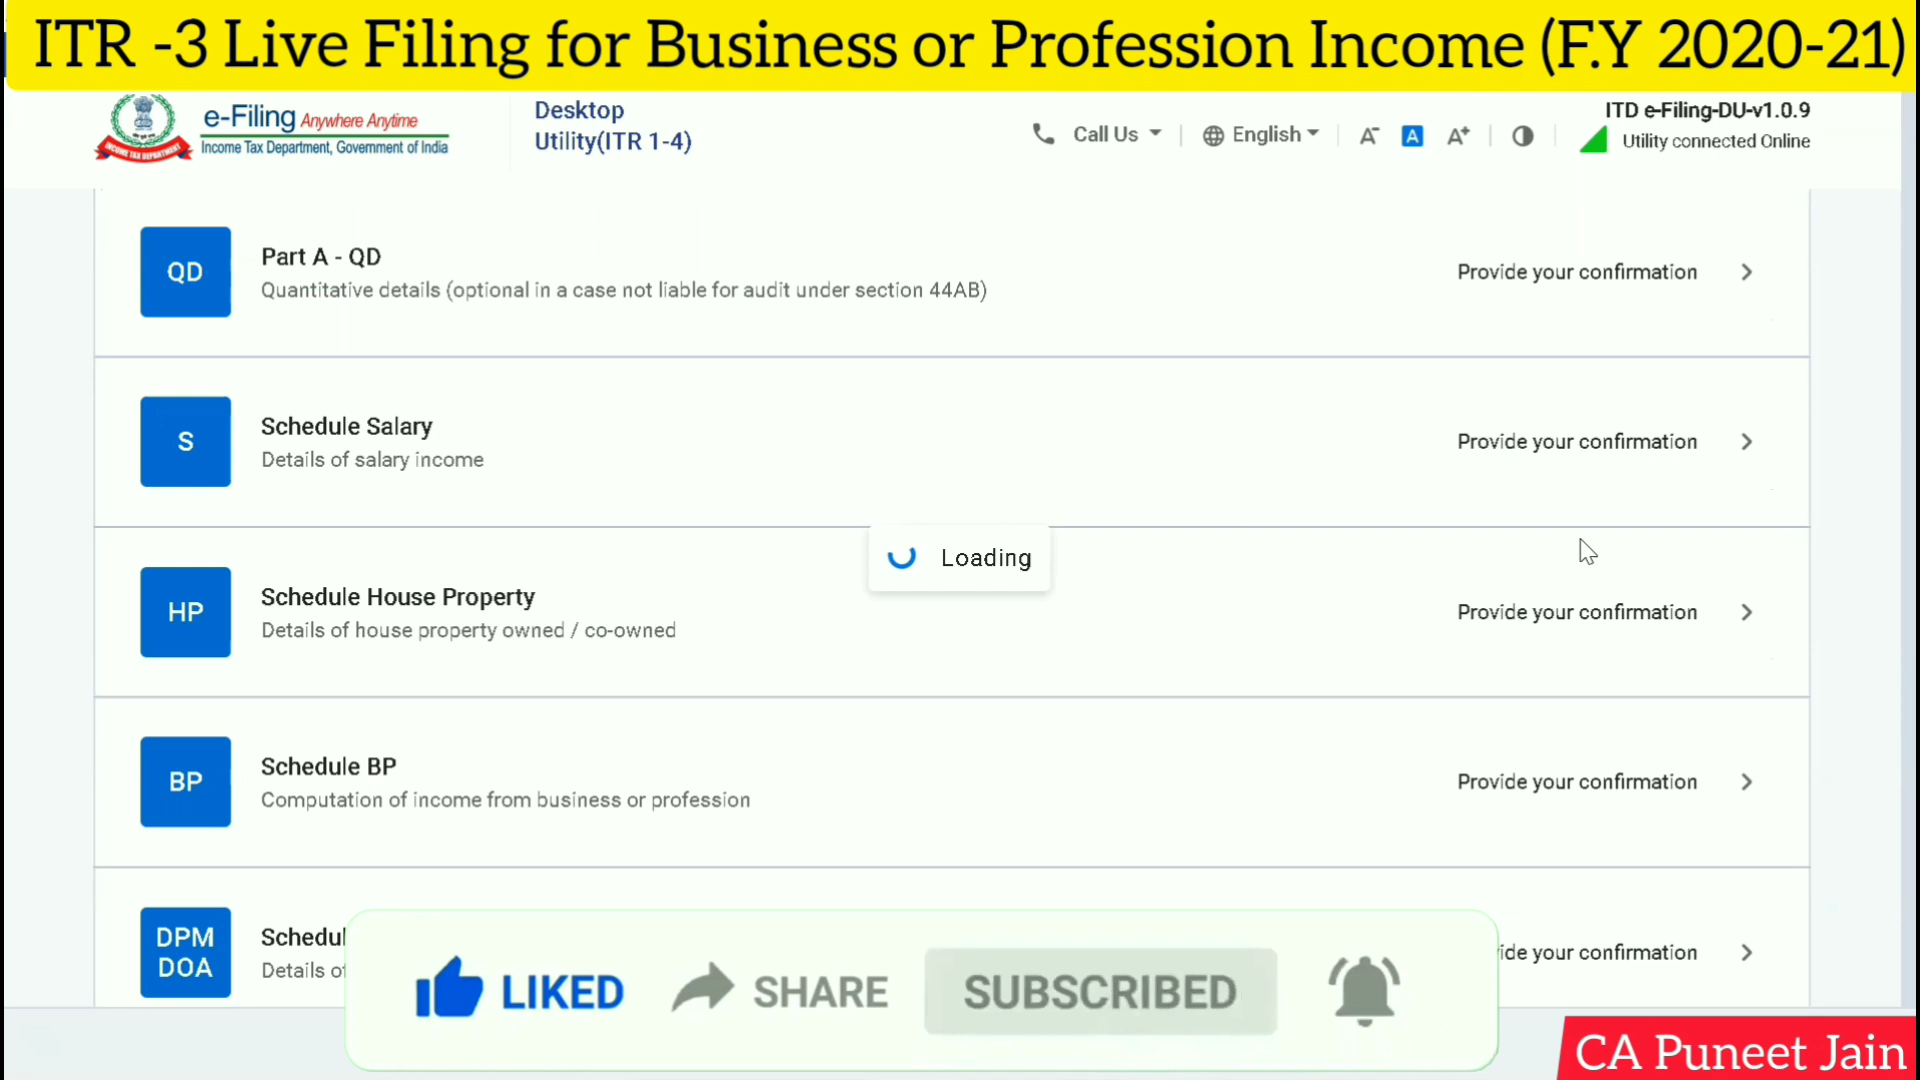 ITR -3 Live Filing for Business or Profession Income (F.Y 2020-21)
e-Filing Anywhere Anytime
Income Tax Department, Government of India
INCOME TAX DEPARTMENT
Desktop
Utility(ITR 1-4)
Call Us
English
A-
A
A+
ITD e-Filing-DU-v1.0.9
Utility connected Online
QD
Part A - QD
Quantitative details (optional in a case not liable for audit under section 44AB)
Provide your confirmation
S
Schedule Salary
Details of salary income
Provide your confirmation
Loading
HP
Schedule House Property
Details of house property owned / co-owned
Provide your confirmation
BP
Schedule BP
Computation of income from business or profession
Provide your confirmation
DPM
DOA
Schedul
Details of
ide your confirmation
LIKED
SHARE
SUBSCRIBED
CA Puneet Jain